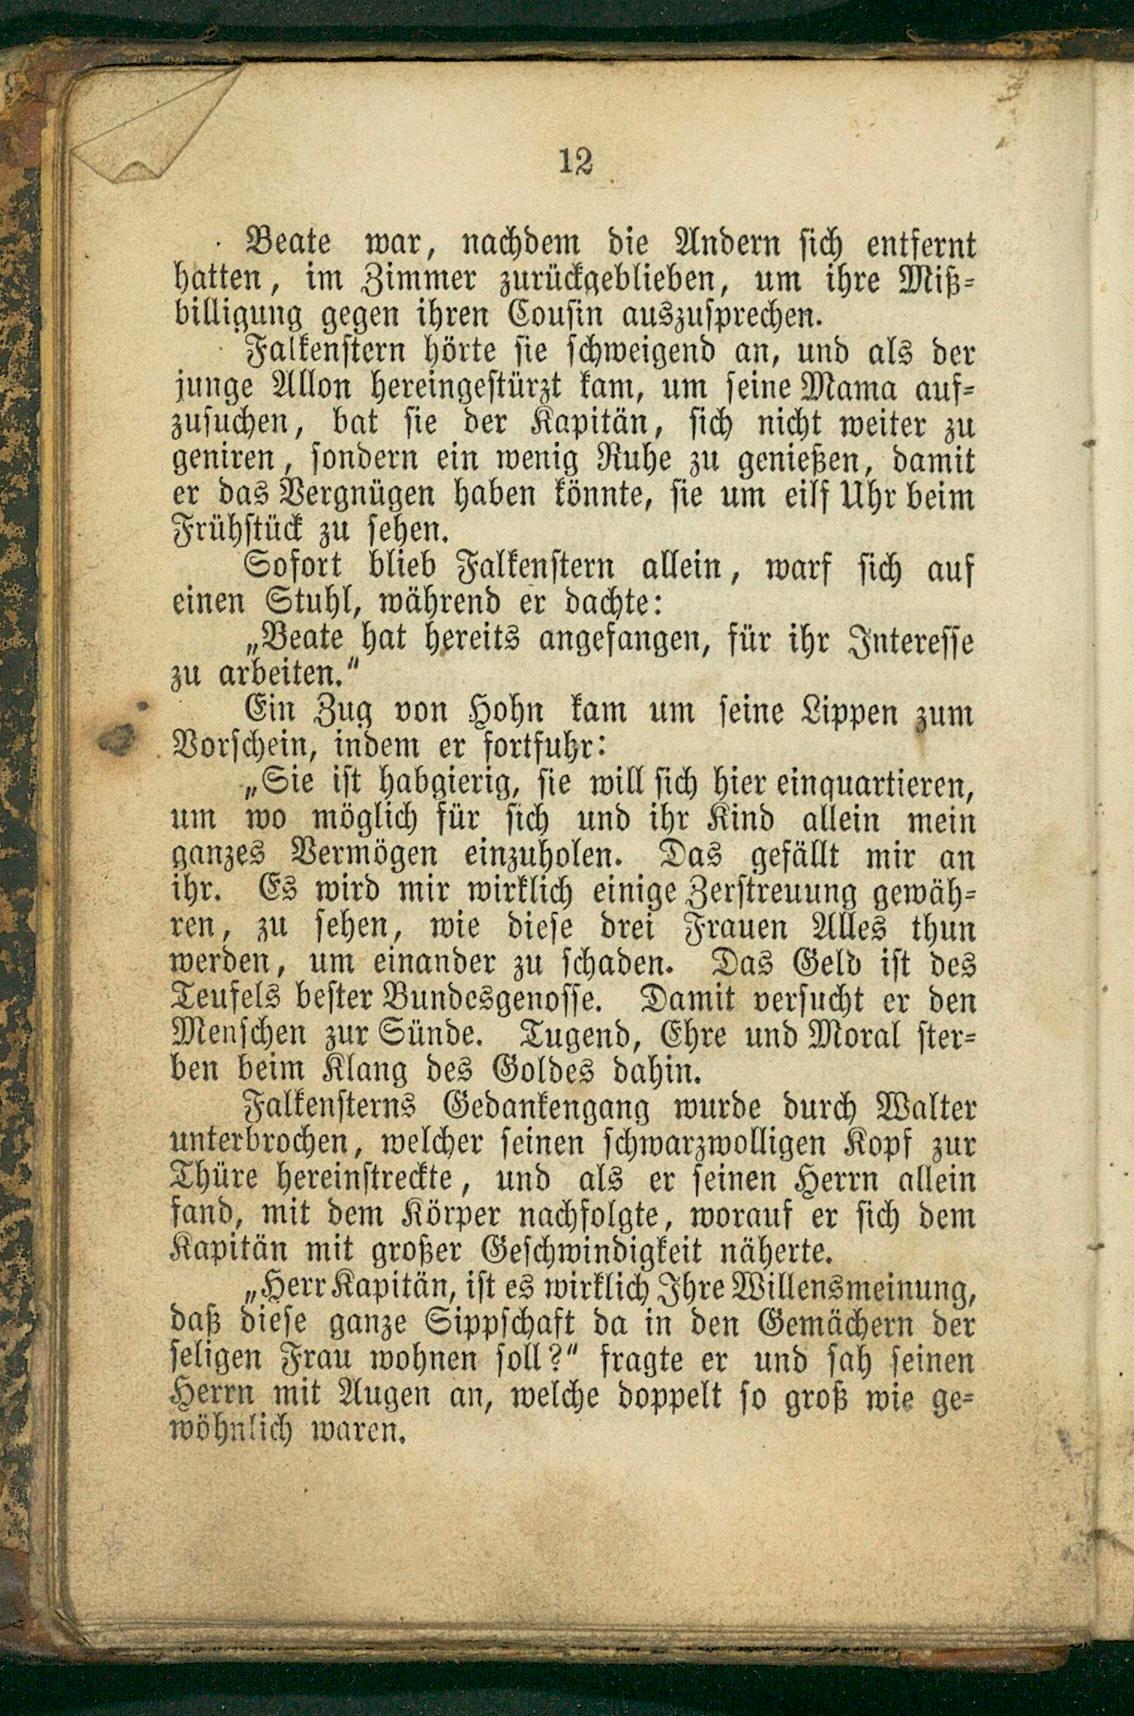 12
Beate war, nachdem die Andern sich entfernt
hatten, im Zimmer zurückgeblieben, um ihre Miß-
billigung gegen ihren Cousin auszusprechen.
Falkenstern hörte sie schweigend an, und als der
junge Allon hereingestürzt kam, um seine Mama auf-
zusuchen, bat sie der Kapitän, sich nicht weiter zu
geniren, sondern ein wenig Ruhe zu genießen, damit
er das Vergnügen haben könnte, sie um eilf Uhr beim
Frühstück zu sehen.
Sofort blieb Falkenstern allein, warf sich auf
einen Stuhl, während er dachte:
„Beate hat hereits angefangen, für ihr Interesse
zu arbeiten.“
Ein Zug von Hohn kam um seine Lippen zum
Vorschein, indem er fortfuhr:
„Sie ist habgierig, sie will sich hier einquartieren,
um wo möglich für sich und ihr Kind allein mein
ganzes Vermögen einzuholen. Das gefällt mir an
ihr. Es wird mir wirklich einige Zerstreuung gewäh-
ren, zu sehen, wie diese drei Frauen Alles thun
werden, um einander zu schaden. Das Geld ist des
Teufels bester Bundesgenosse. Damit versucht er den
Menschen zur Sünde. Tugend, Ehre und Moral ster-
ben beim Klang des Goldes dahin.
Falkensterns Gedankengang wurde durch Walter
unterbrochen, welcher seinen schwarzwolligen Kopf zur
Thüre hereinstreckte, und als er seinen Herrn allein
fand, mit dem Körper nachfolgte, worauf er sich dem
Kapitän mit großer Geschwindigkeit näherte.
„Herr Kapitän, ist es wirklich Ihre Willensmeinung,
daß diese ganze Sippschaft da in den Gemächern der
seligen Frau wohnen soll?“ fragte er und sah seinen
Herrn mit Augen an, welche doppelt so groß wie ge-
wöhnlich waren.